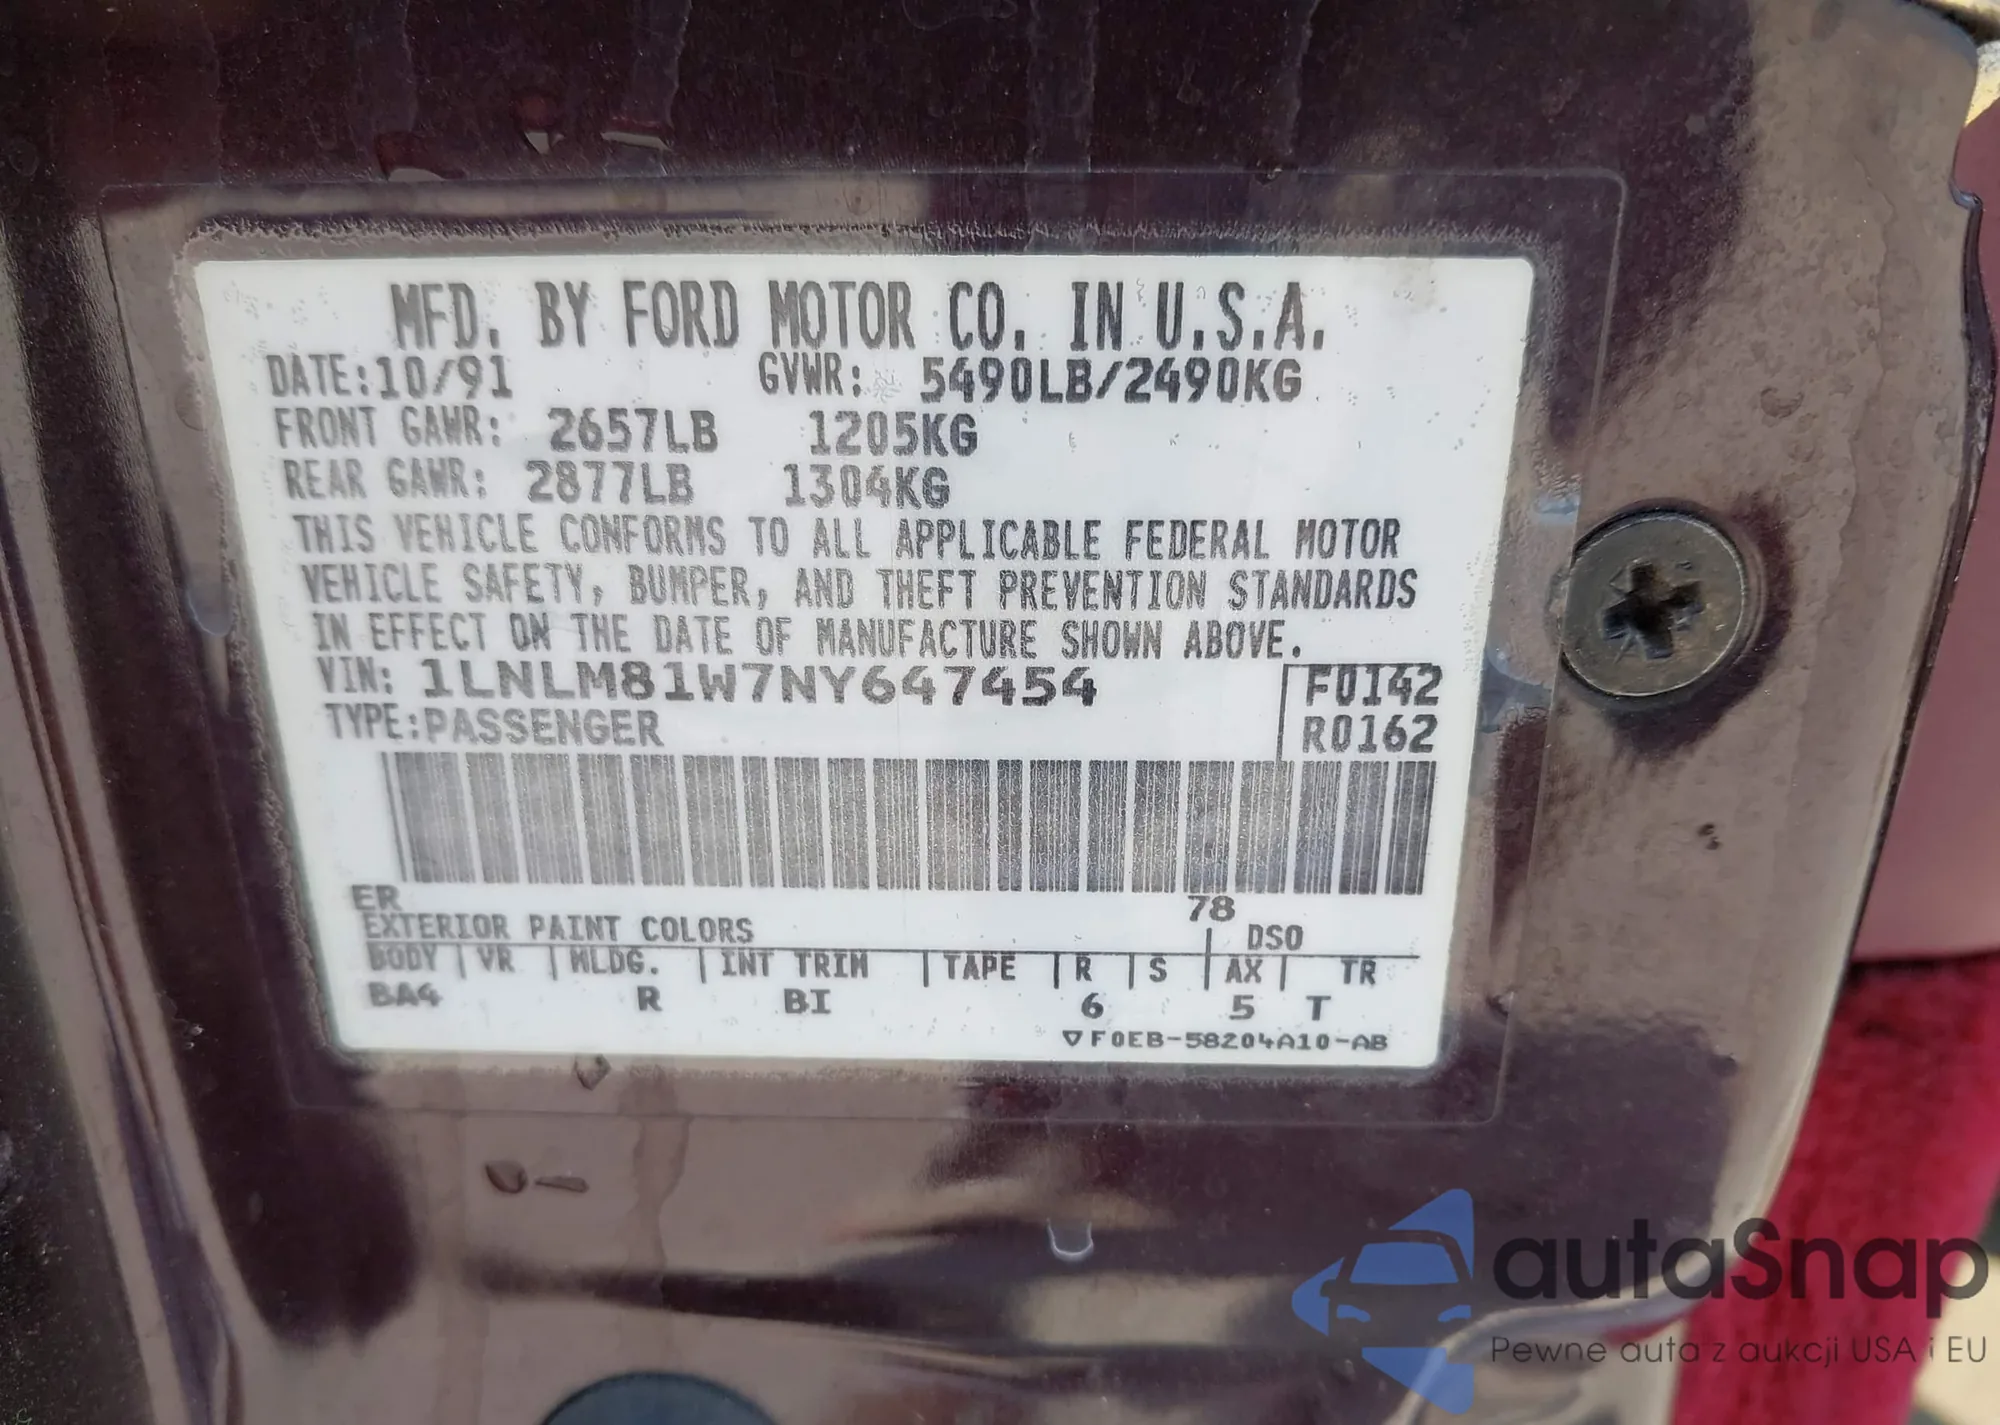 MFD. BY FORD MOTOR CO. IN U.S.A.
DATE:10/91 GVWR: 5490LB/2490KG
FRONT GAWR: 2657LB 1205KG
REAR GAWR: 2877LB 1304KG
THIS VEHICLE CONFORMS TO ALL APPLICABLE FEDERAL MOTOR
VEHICLE SAFETY, BUMPER, AND THEFT PREVENTION STANDARDS
IN EFFECT ON THE DATE OF MANUFACTURE SHOWN ABOVE.
VIN: 1LNLM81W7NY647454 F0142
TYPE:PASSENGER R0162
ER 78
EXTERIOR PAINT COLORS DSO
BODY VR MLDG. INT TRIM TAPE R S AX TR
BA4 R BI 6 5 T
▽F0EB-58204A10-AB
autaSnap
Pewne auta z aukcji USA i EU